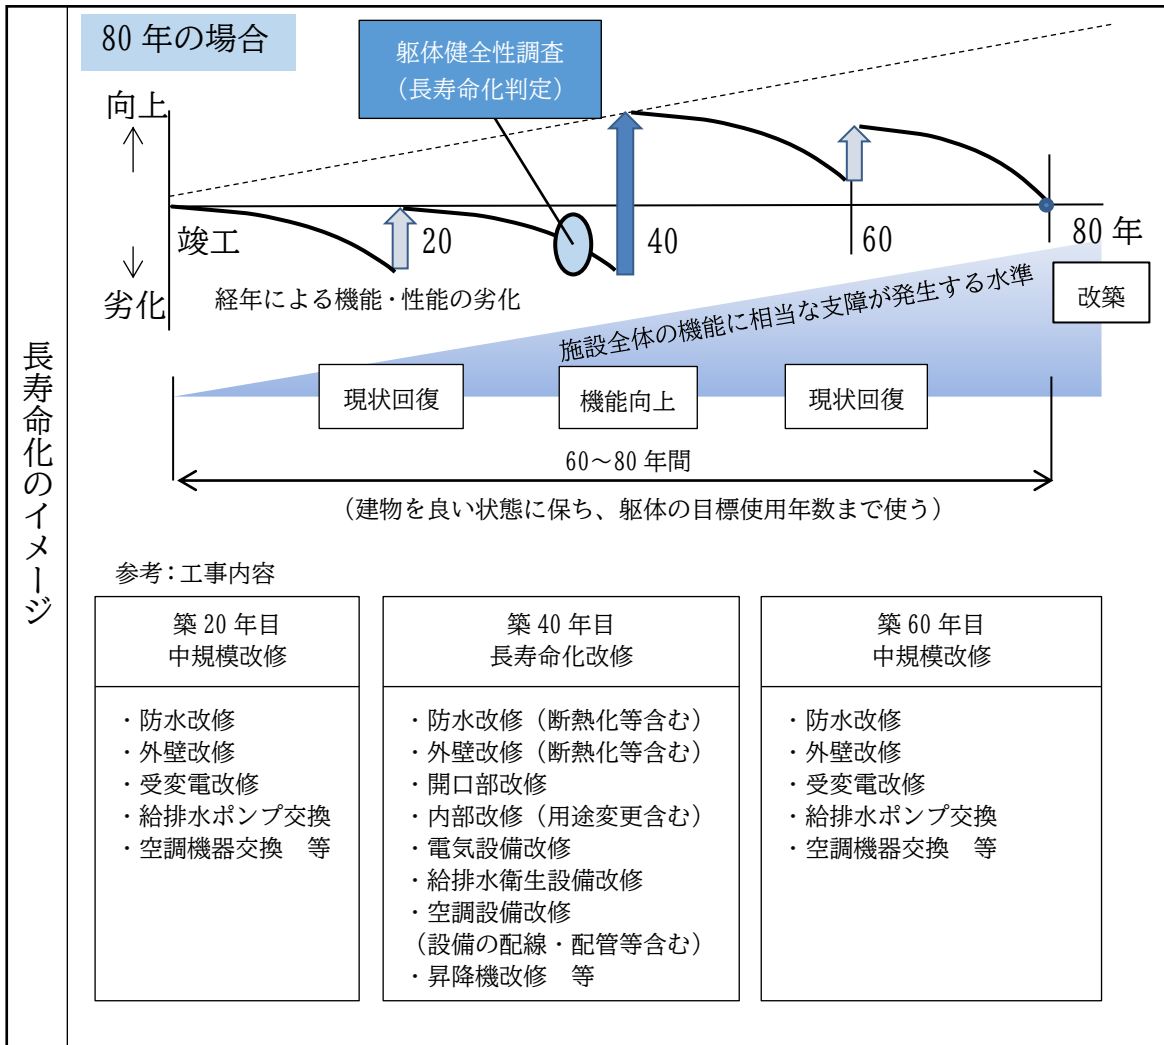 長寿命化のイメージ
80 年の場合
躯体健全性調査
（長寿命化判定）
向上
劣化
竣工
20
40
60
80 年
経年による機能・性能の劣化
施設全体の機能に相当な支障が発生する水準
改築
現状回復
機能向上
現状回復
60～80 年間
（建物を良い状態に保ち、躯体の目標使用年数まで使う）
参考：工事内容
築 20 年目
中規模改修
・防水改修
・外壁改修
・受変電改修
・給排水ポンプ交換
・空調機器交換　等
築 40 年目
長寿命化改修
・防水改修（断熱化等含む）
・外壁改修（断熱化等含む）
・開口部改修
・内部改修（用途変更含む）
・電気設備改修
・給排水衛生設備改修
・空調設備改修
（設備の配線・配管等含む）
・昇降機改修　等
築 60 年目
中規模改修
・防水改修
・外壁改修
・受変電改修
・給排水ポンプ交換
・空調機器交換　等